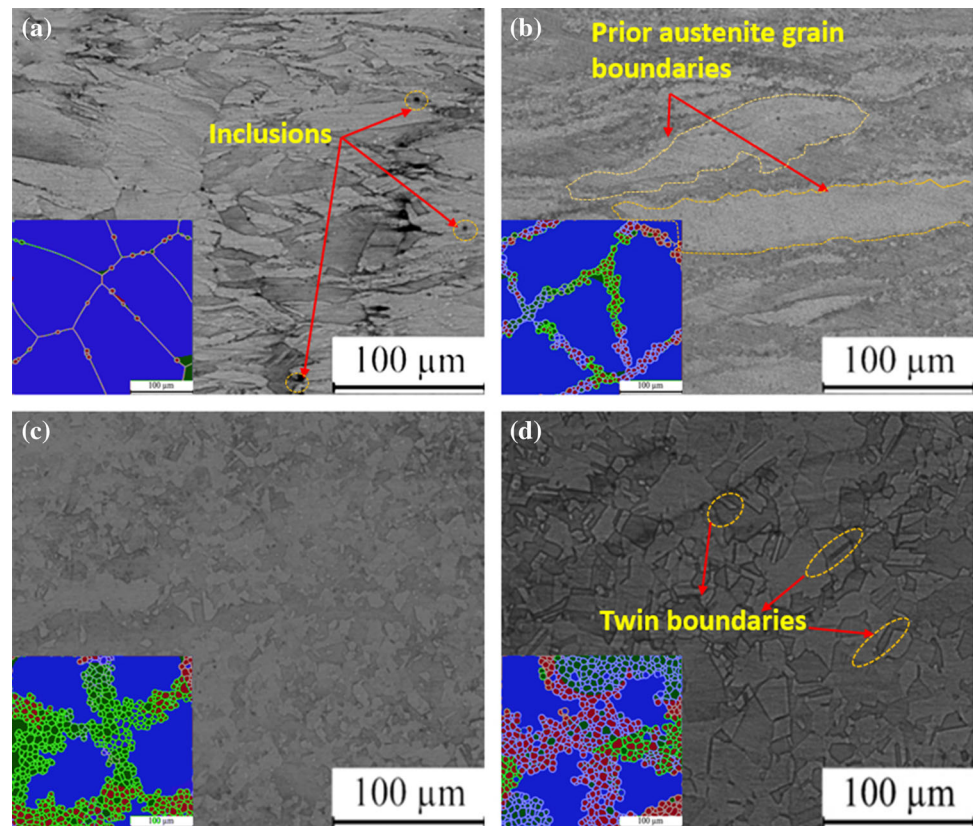 (a)
Inclusions
100 µm
100 µm
(b)
Prior austenite grain
boundaries
100 µm
100 µm
(c)
100 µm
100 µm
(d)
Twin boundaries
100 µm
100 µm